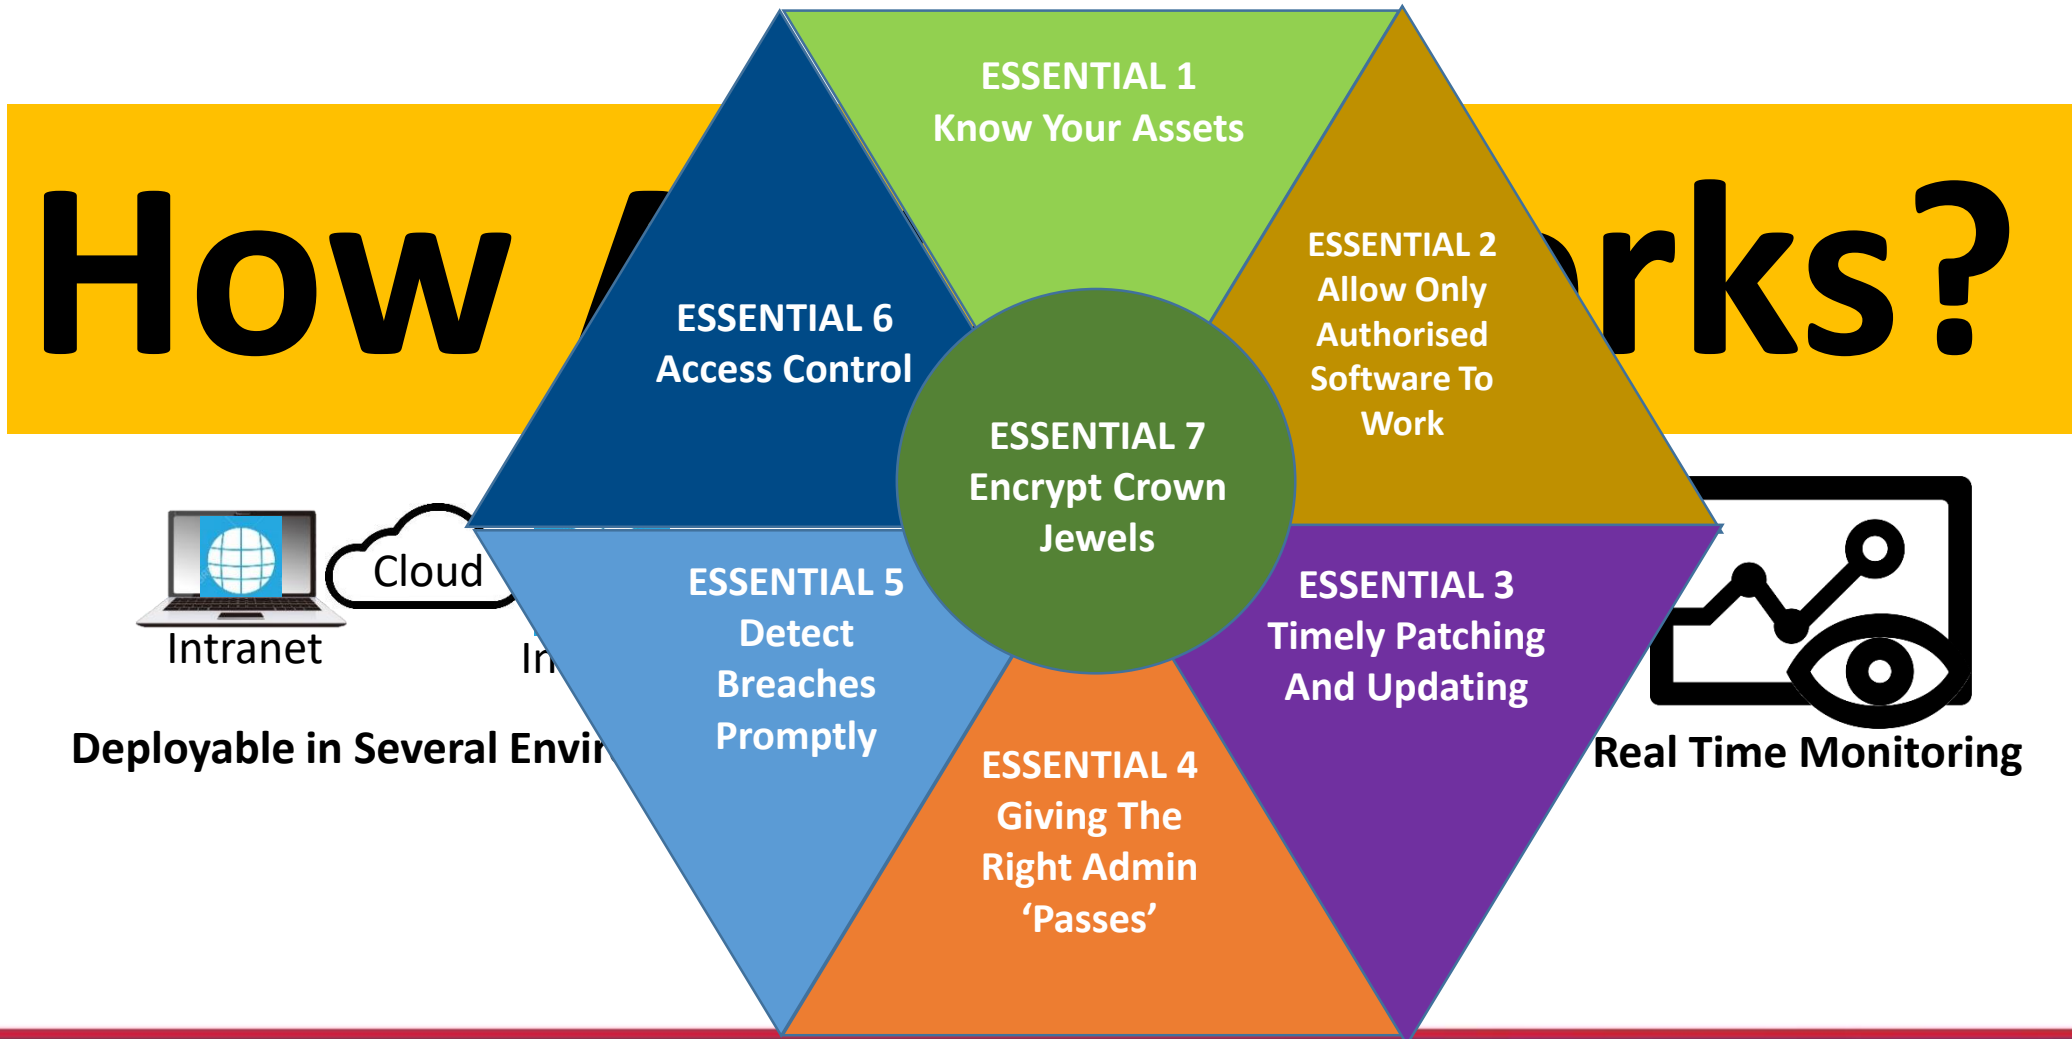 ESSENTIAL 1
Know Your Assets
How
ESSENTIAL 2
Allow Only
Authorised
Software To
Work
ESSENTIAL 6
Access Control
ESSENTIAL 7
Encrypt Crown
Jewels
Cloud
Intranet
ESSENTIAL 5
Detect
Breaches
Promptly
ESSENTIAL 3
Timely Patching
And Updating
Deployable in Several
Real Time Monitoring
ESSENTIAL 4
Giving The
Right Admin
‘Passes’